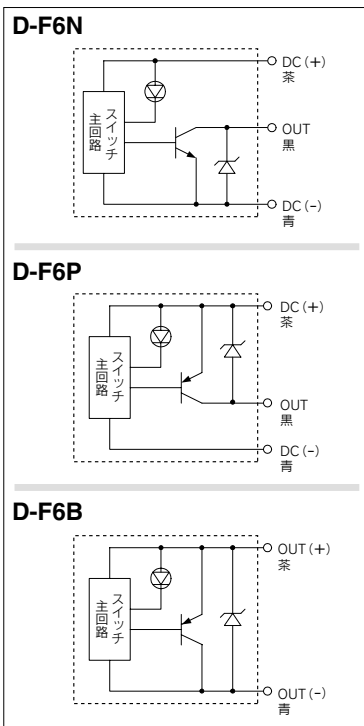 D-F6N
DC(+)
茶
スイッチ
主回路
OUT
黒
DC(-)
青
D-F6P
DC(+)
茶
スイッチ
主回路
OUT
黒
DC(-)
青
D-F6B
OUT(+)
茶
スイッチ
主回路
OUT(-)
青